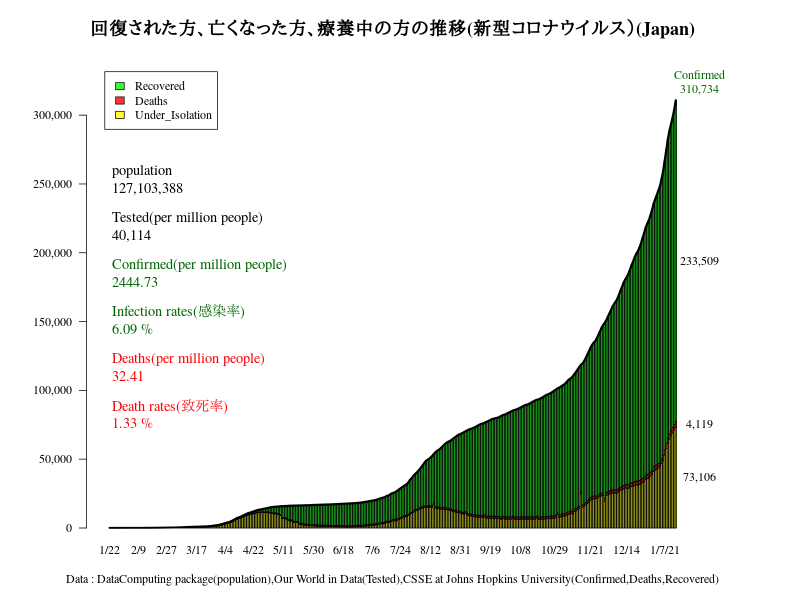 回復された方、亡くなった方、療養中の方の推移(新型コロナウイルス）(Japan)
Confirmed
310,734
Recovered
Deaths
Under_Isolation
300,000
250,000
200,000
150,000
100,000
50,000
0
population
127,103,388
Tested(per million people)
40,114
Confirmed(per million people)
2444.73
Infection rates(感染率)
6.09 %
Deaths(per million people)
32.41
Death rates(致死率)
1.33 %
233,509
4,119
73,106
1/22 2/9 2/27 3/17 4/4 4/22 5/11 5/30 6/18 7/6 7/24 8/12 8/31 9/19 10/8 10/29 11/21 12/14 1/7/21
Data : DataComputing package(population),Our World in Data(Tested),CSSE at Johns Hopkins University(Confirmed,Deaths,Recovered)